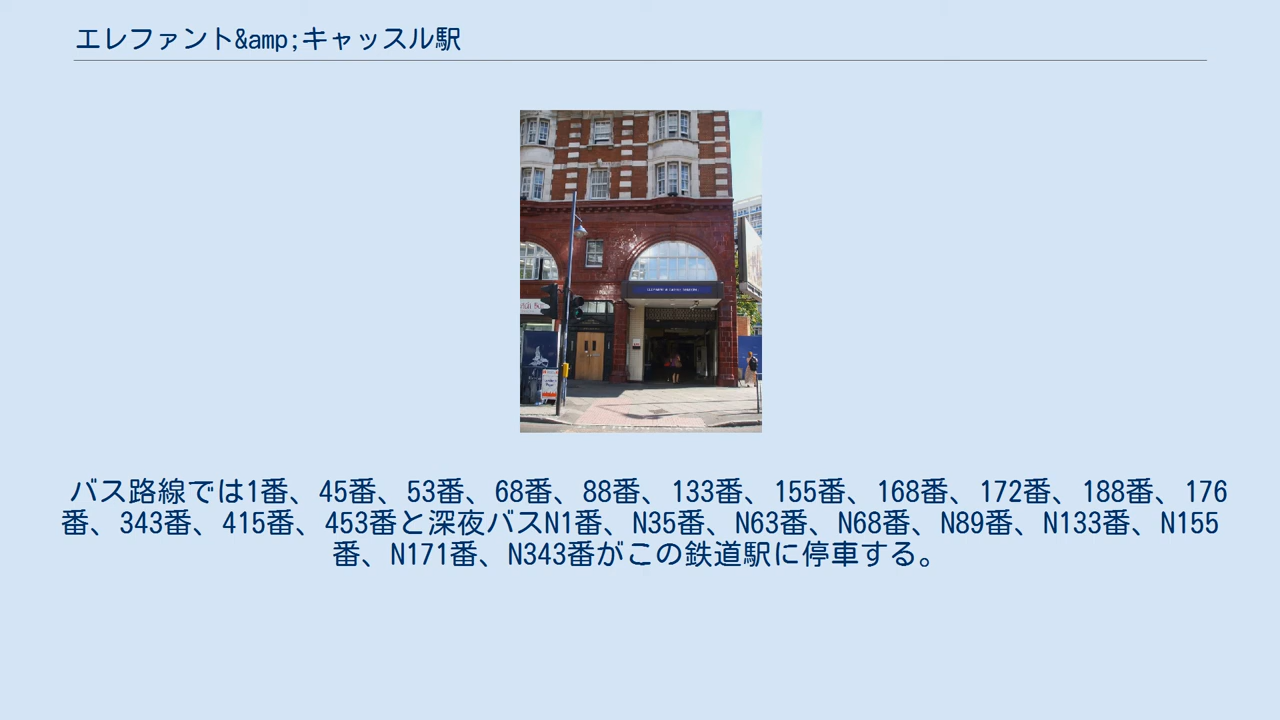 エレファント&amp;キャッスル駅
ELEPHANT & CASTLE STATION
バス路線では1番、45番、53番、68番、88番、133番、155番、168番、172番、188番、176
番、343番、415番、453番と深夜バスN1番、N35番、N63番、N68番、N89番、N133番、N155
番、N171番、N343番がこの鉄道駅に停車する。